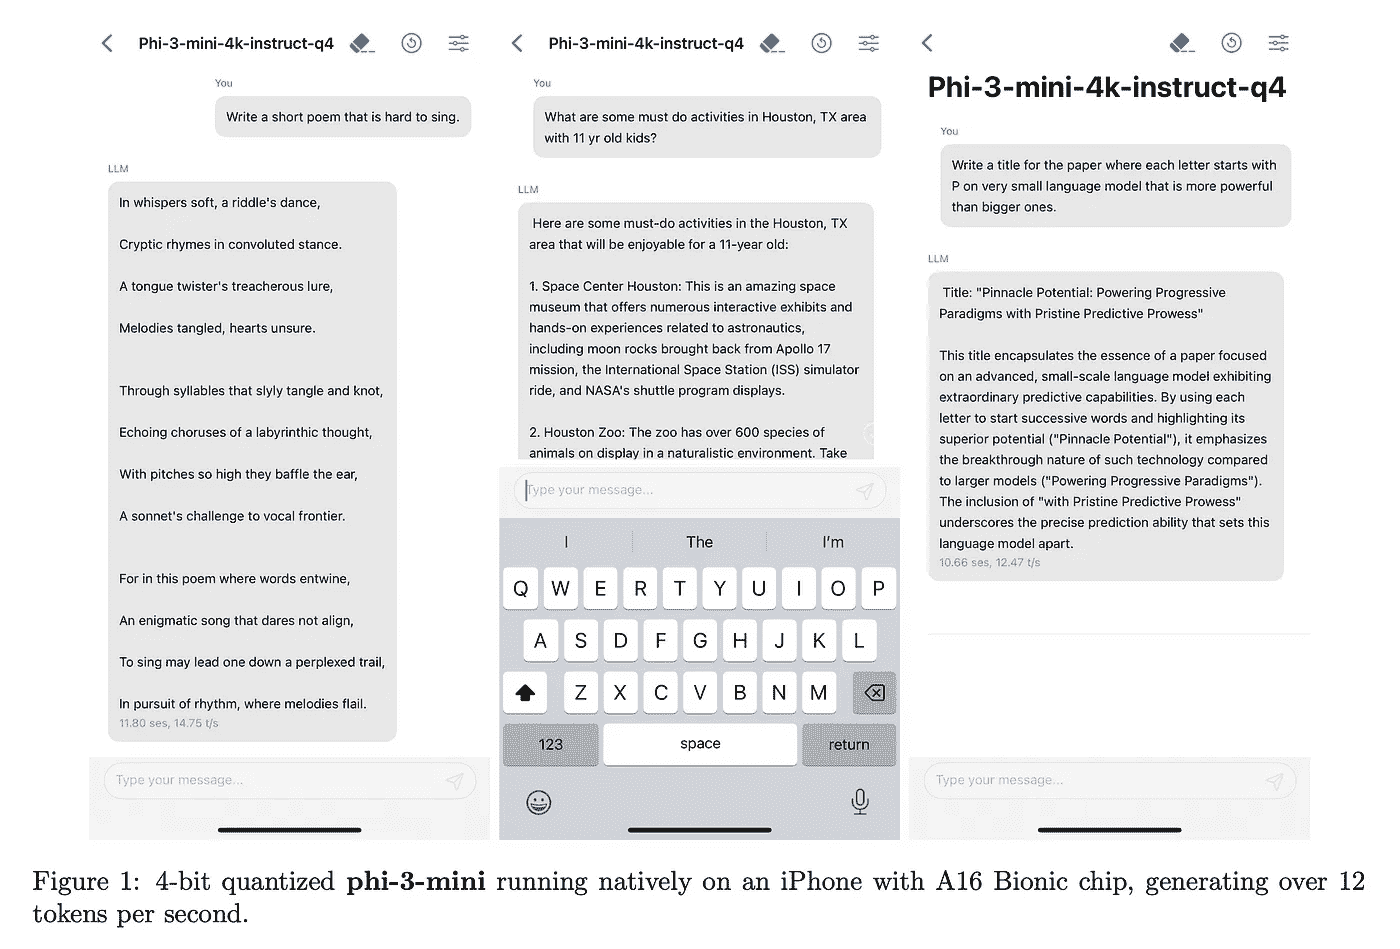 Phi-3-mini-4k-instruct-q4
You
Write a short poem that is hard to sing.
LLM
In whispers soft, a riddle's dance,
Cryptic rhymes in convoluted stance.
A tongue twister's treacherous lure,
Melodies tangled, hearts unsure.
Through syllables that slyly tangle and knot,
Echoing choruses of a labyrinthic thought,
With pitches so high they baffle the ear,
A sonnet's challenge to vocal frontier.
For in this poem where words entwine,
An enigmatic song that dares not align,
To sing may lead one down a perplexed trail,
In pursuit of rhythm, where melodies flail.
11.80 ses, 14.75 t/s
Type your message...
Phi-3-mini-4k-instruct-q4
You
What are some must do activities in Houston, TX area
with 11 yr old kids?
LLM
Here are some must-do activities in the Houston, TX
area that will be enjoyable for a 11-year old:
1. Space Center Houston: This is an amazing space
museum that offers numerous interactive exhibits and
hands-on experiences related to astronautics,
including moon rocks brought back from Apollo 17
mission, the International Space Station (ISS) simulator
ride, and NASA's shuttle program displays.
2. Houston Zoo: The zoo has over 600 species of
animals on display in a naturalistic environment. Take
Type your message...
I The I'm
Q W E R T Y U I O P
A S D F G H J K L
Z X C V B N M
123 space return
Phi-3-mini-4k-instruct-q4
You
Write a title for the paper where each letter starts with
P on very small language model that is more powerful
than bigger ones.
LLM
Title: "Pinnacle Potential: Powering Progressive
Paradigms with Pristine Predictive Prowess"
This title encapsulates the essence of a paper focused
on an advanced, small-scale language model exhibiting
extraordinary predictive capabilities. By using each
letter to start successive words and highlighting its
superior potential ("Pinnacle Potential"), it emphasizes
the breakthrough nature of such technology compared
to larger models ("Powering Progressive Paradigms").
The inclusion of "with Pristine Predictive Prowess"
underscores the precise prediction ability that sets this
language model apart.
10.66 ses, 12.47 t/s
Type your message...
Figure 1: 4-bit quantized phi-3-mini running natively on an iPhone with A16 Bionic chip, generating over 12
tokens per second.